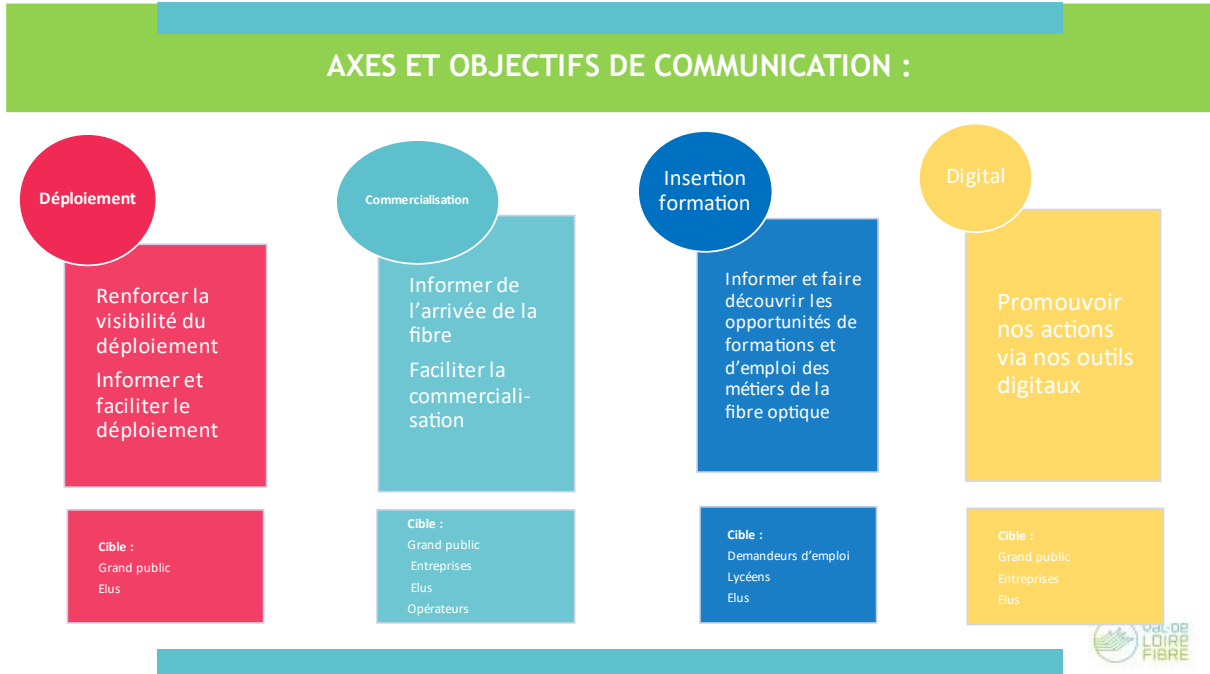 AXES ET OBJECTIFS DE COMMUNICATION :
Déploiement
Renforcer la
visibilité du
déploiement
Informer et
faciliter le
déploiement
Cible :
Grand public
Elus
Commercialisation
Informer de
l’arrivée de la
fibre
Faciliter la
commerciali-
sation
Cible :
Grand public
Entreprises
Elus
Opérateurs
Insertion
formation
Informer et faire
découvrir les
opportunités de
formations et
d’emploi des
métiers de la
fibre optique
Cible :
Demandeurs d’emploi
Lycéens
Elus
Digital
Promouvoir
nos actions
via nos outils
digitaux
Cible :
Grand public
Entreprises
Elus
VAL-DE
LOIRE
FIBRE